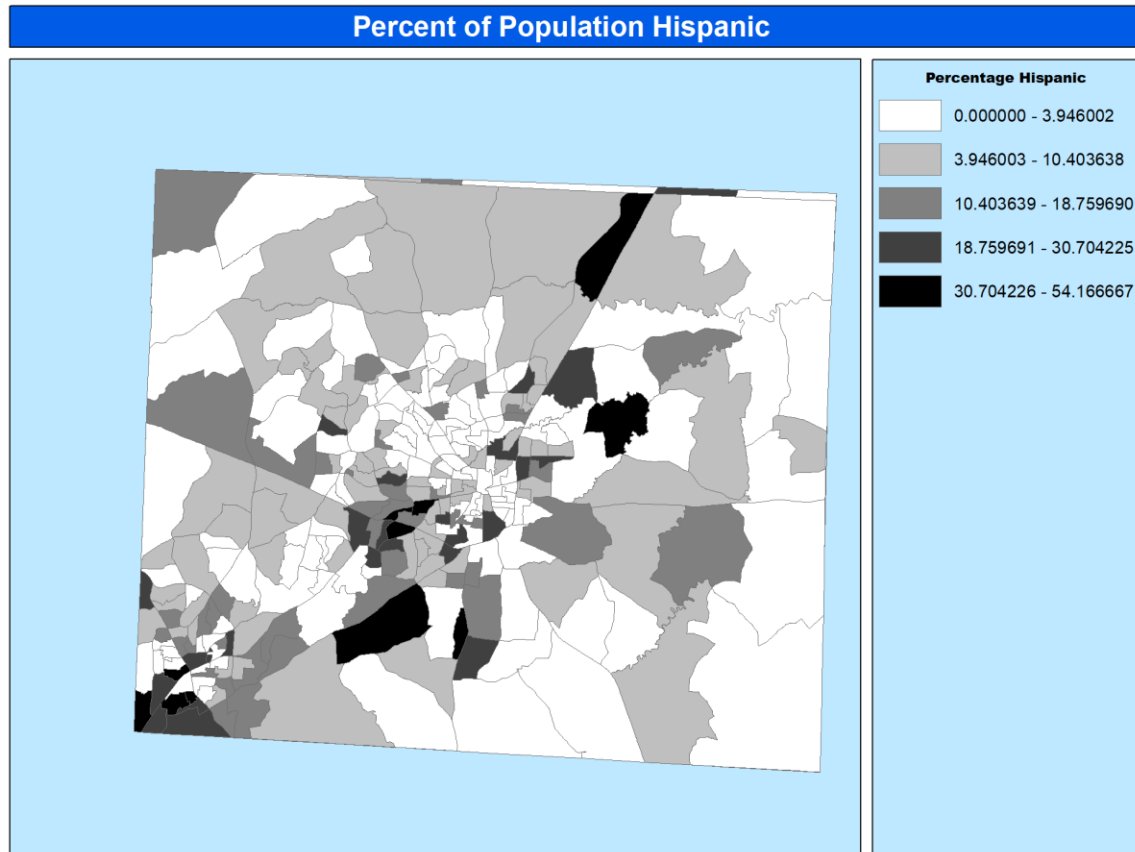 Percent of Population Hispanic
Percentage Hispanic
0.000000 - 3.946002
3.946003 - 10.403638
10.403639 - 18.759690
18.759691 - 30.704225
30.704226 - 54.166667